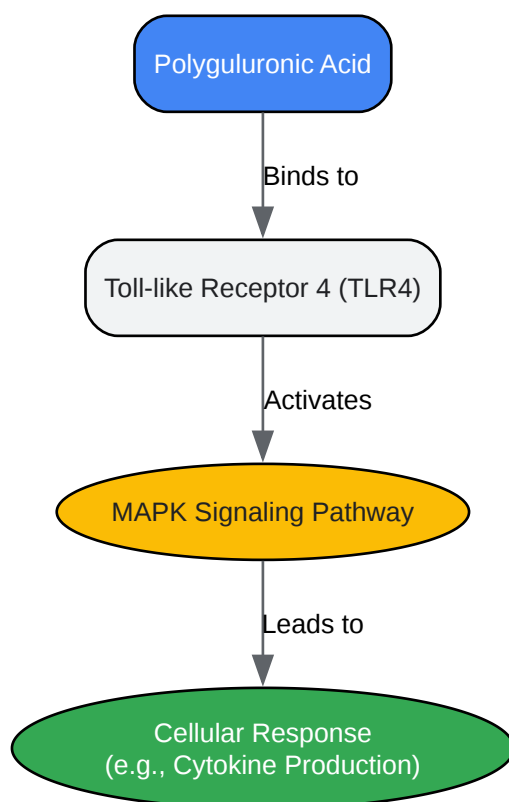 Polyguluronic Acid
Binds to
Toll-like Receptor 4 (TLR4)
Activates
MAPK Signaling Pathway
Leads to
Cellular Response
(e.g., Cytokine Production)